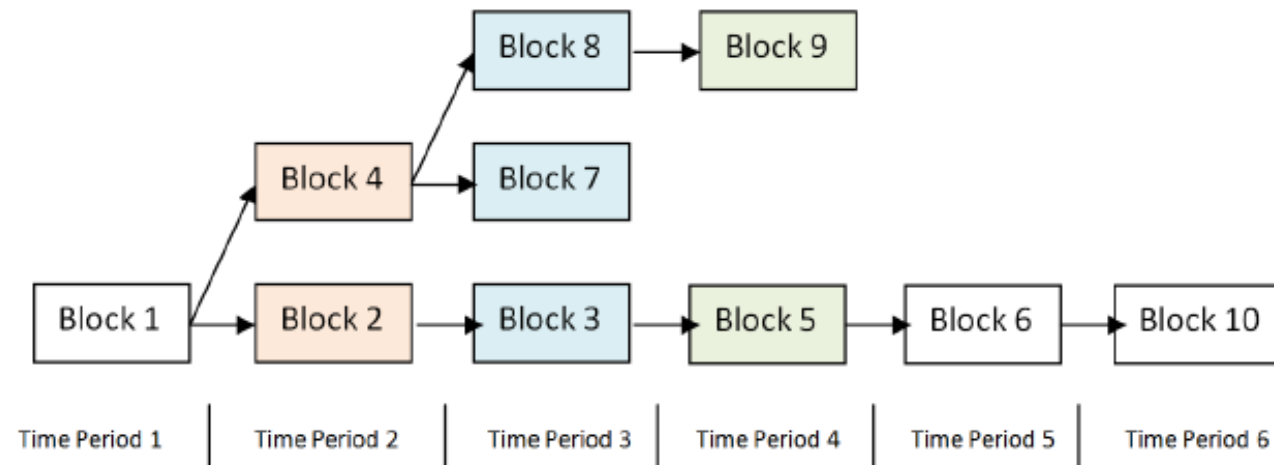 Block 8
Block 9
Block 4
Block 7
Block 1
Block 2
Block 3
Block 5
Block 6
Block 10
Time Period 1
Time Period 2
Time Period 3
Time Period 4
Time Period 5
Time Period 6